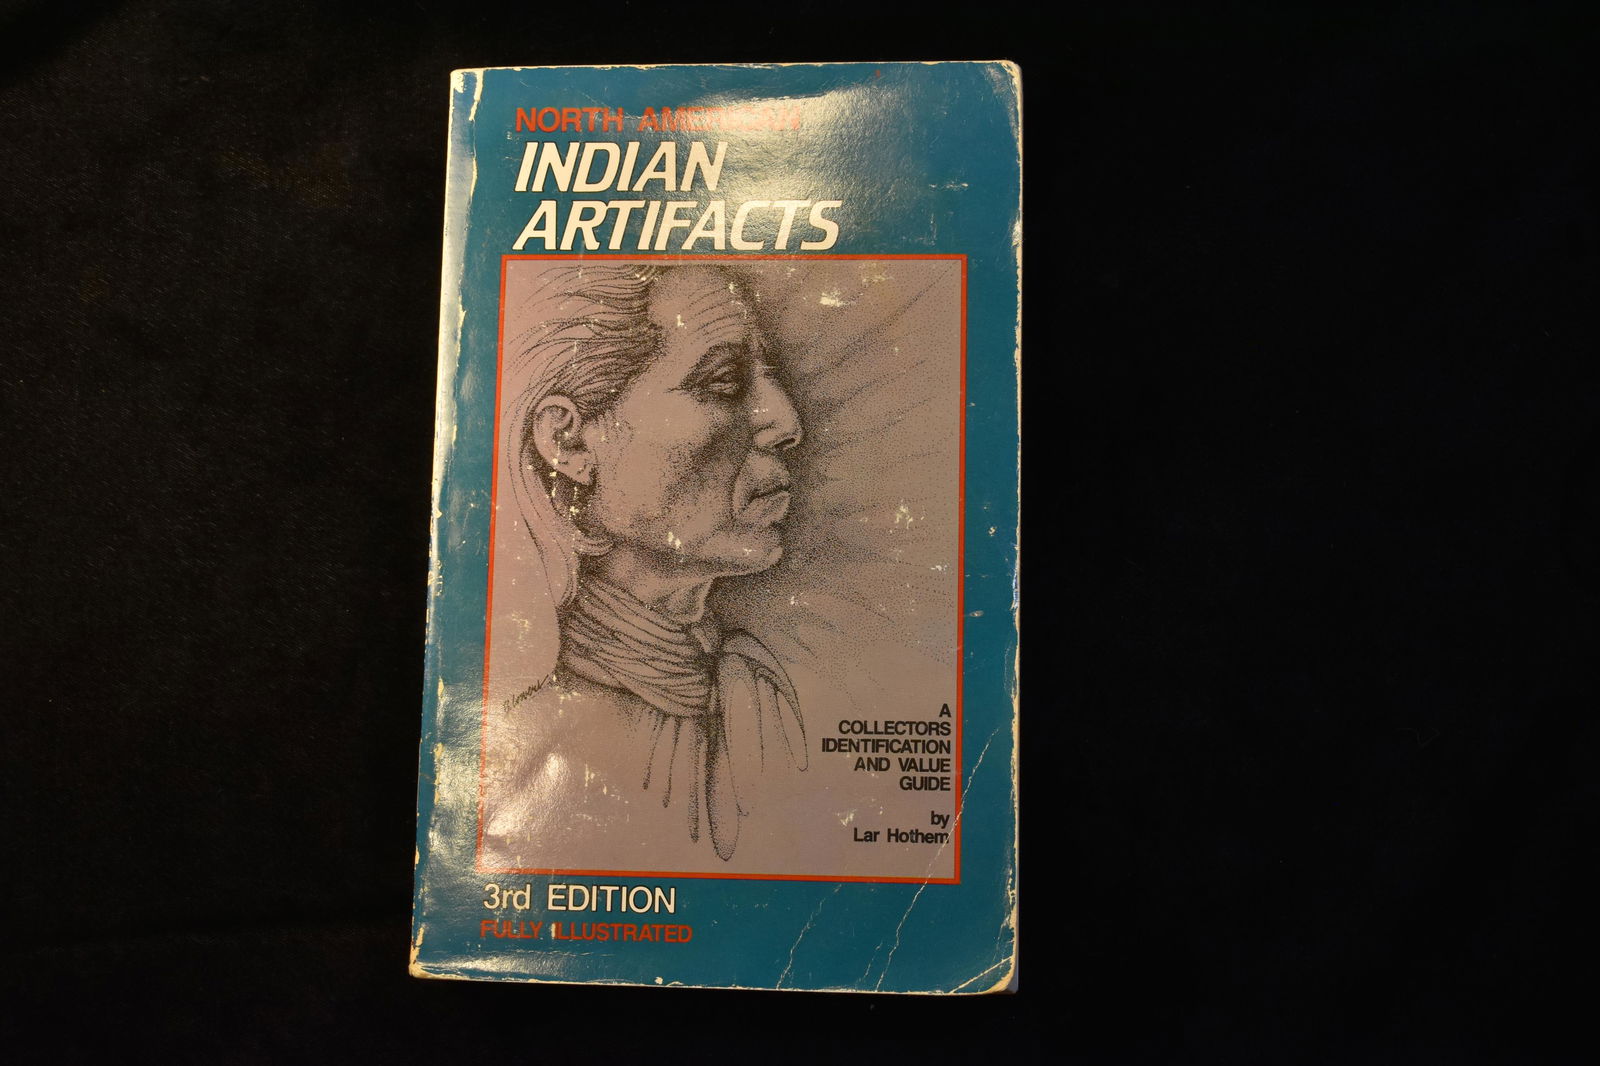 NORTH AMERICAN
INDIAN
ARTIFACTS
A
COLLECTORS
IDENTIFICATION
AND VALUE
GUIDE
by
Lar Hothem
3rd EDITION
FULLY ILLUSTRATED